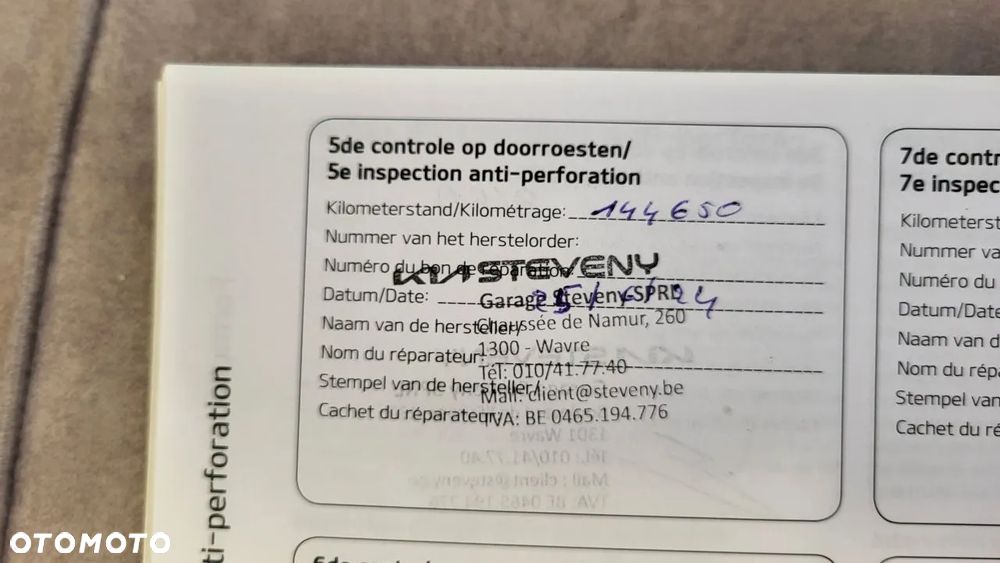 5de controle op doorroesten/
5e inspection anti-perforation
Kilometerstand/Kilométrage: 144650
Nummer van het herstelorder:
Numéro du bon de réparation:
KIA STEVENY
Datum/Date: 25/ /24
Garage Steveny SPRL
Naam van de hersteller/
Chaussée de Namur, 260
Nom du réparateur:
1300 - Wavre
Tél: 010/41.77.40
Stempel van de hersteller/
Mail: client@steveny.be
Cachet du réparateur:
TVA: BE 0465.194.776
7de contr
7e inspec
Kilometerst
Nummer va
Numéro du
Datum/Date
Naam van d
Nom du répa
Stempel van
Cachet du ré
ti-perforation
OTOMOTO